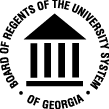 BOARD OF REGENTS OF THE UNIVERSITY SYSTEM
• OF GEORGIA •